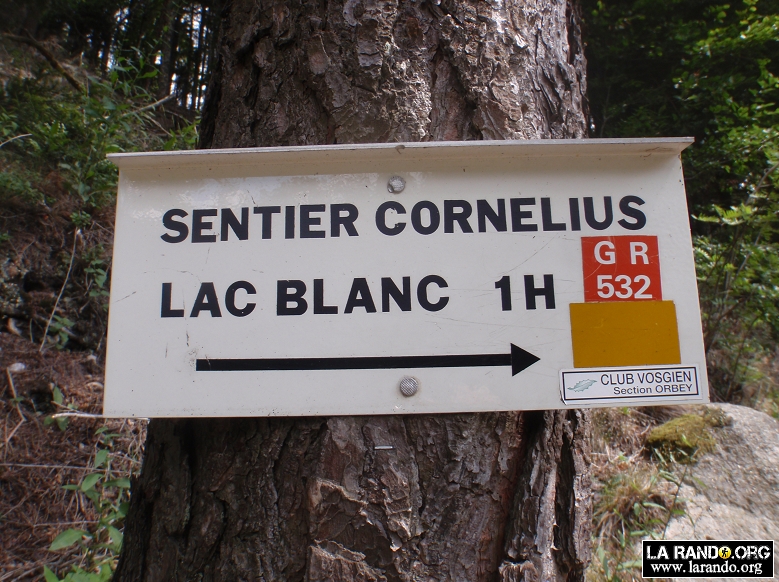 SENTIER CORNELIUS
LAC BLANC 1H
GR
532
CLUB VOSGIEN
Section ORBEY
LA RANDO.ORG
www.larando.org